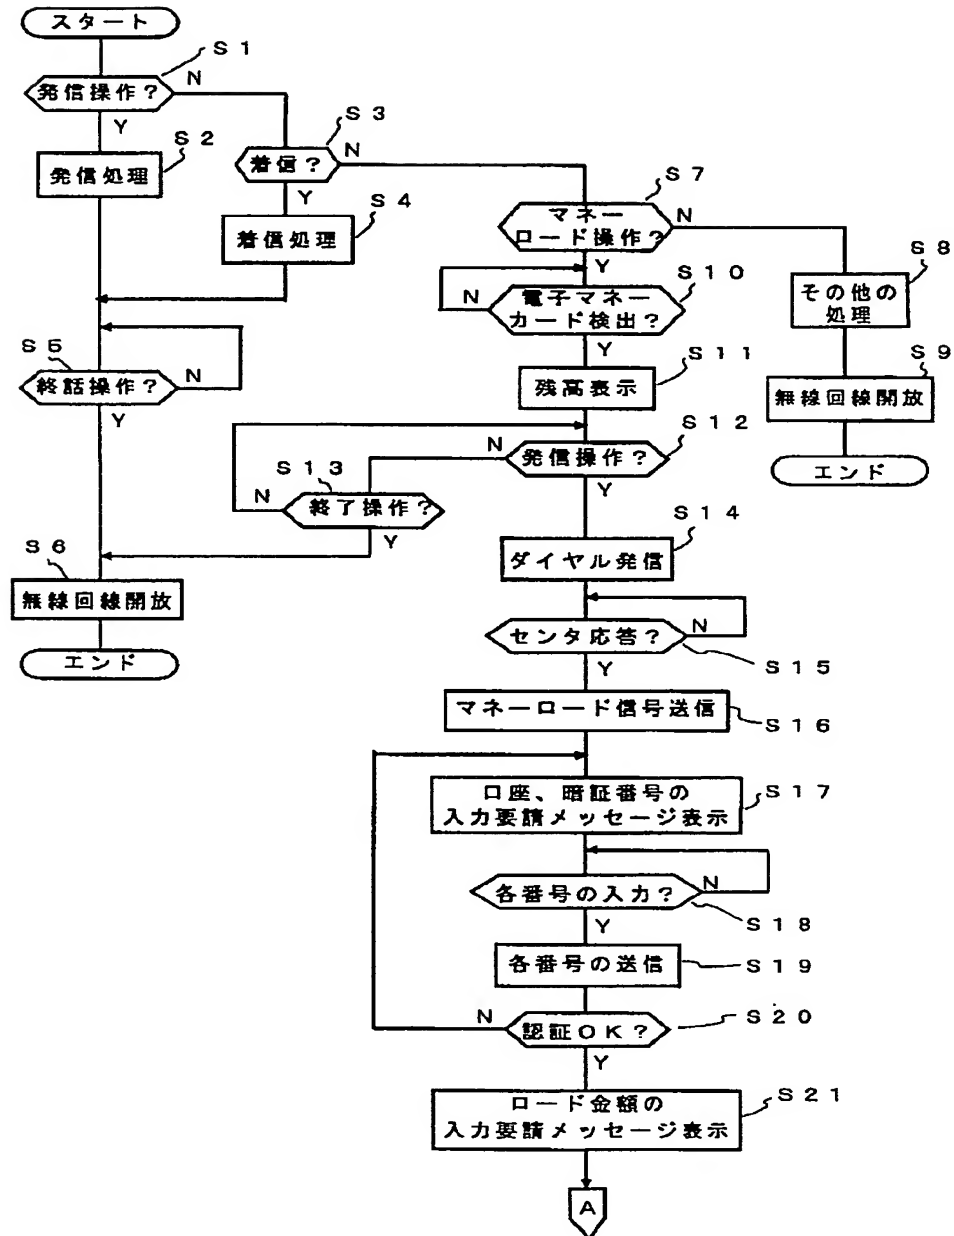 スタート
S1
発信操作？
N
Y
S2
発信処理
S3
着信？
N
Y
S4
着信処理
S5
終話操作？
N
Y
S6
無線回線開放
エンド
S7
マネー
ロード操作？
N
Y
S8
その他の
処理
S9
無線回線開放
エンド
S10
電子マネー
カード検出？
N
Y
S11
残高表示
S12
発信操作？
N
Y
S13
終了操作？
N
Y
S14
ダイヤル発信
センタ応答？
N
Y
S15
マネーロード信号送信
S16
口座、暗証番号の
入力要請メッセージ表示
S17
各番号の入力？
N
Y
S18
各番号の送信
S19
認証OK？
N
Y
S20
ロード金額の
入力要請メッセージ表示
S21
A